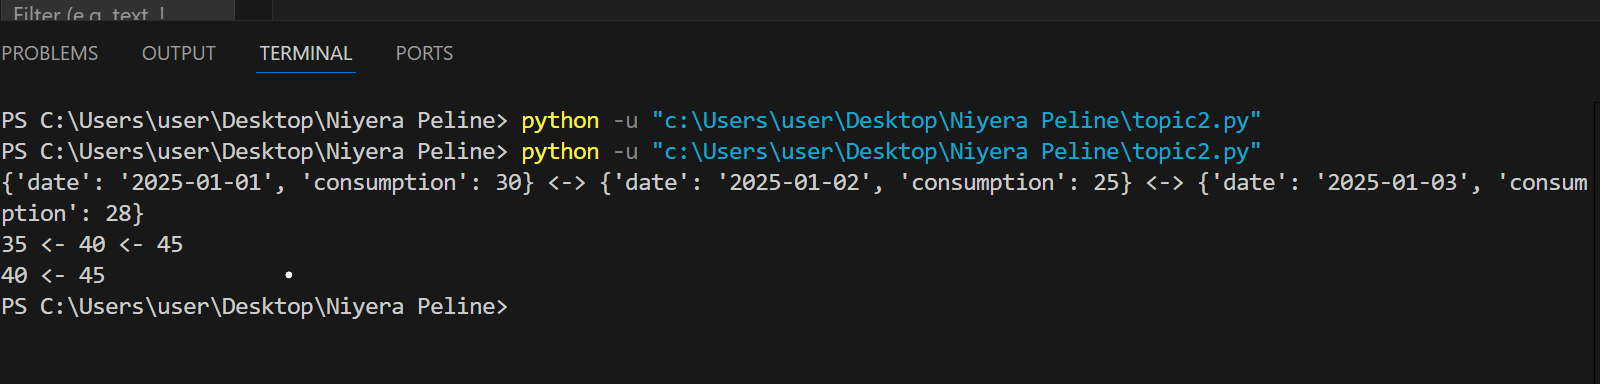 Filter (e.g. text, !
PROBLEMS OUTPUT TERMINAL PORTS
PS C:\Users\user\Desktop\Niyera Peline> python -u "c:\Users\user\Desktop\Niyera Peline\topic2.py"
PS C:\Users\user\Desktop\Niyera Peline> python -u "c:\Users\user\Desktop\Niyera Peline\topic2.py"
{'date': '2025-01-01', 'consumption': 30} <-> {'date': '2025-01-02', 'consumption': 25} <-> {'date': '2025-01-03', 'consum
ption': 28}
35 <- 40 <- 45
40 <- 45
PS C:\Users\user\Desktop\Niyera Peline>